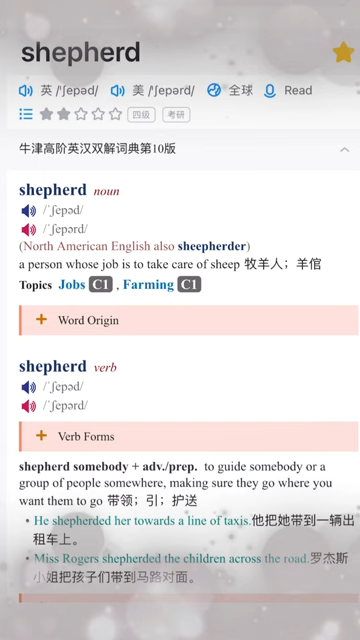 shepherd
英 /ˈʃepəd/ 美 /ˈʃepərd/ 全球 Read
四级 考研
牛津高阶英汉双解词典第10版
shepherd noun
/ˈʃepəd/
/ˈʃepərd/
(North American English also sheepherder)
a person whose job is to take care of sheep 牧羊人；羊倌
Topics Jobs C1 , Farming C1
+ Word Origin
shepherd verb
/ˈʃepəd/
/ˈʃepərd/
+ Verb Forms
shepherd somebody + adv./prep. to guide somebody or a
group of people somewhere, making sure they go where you
want them to go 带领；引；护送
• He shepherded her towards a line of taxis.他把她带到一辆出
租车上。
• Miss Rogers shepherded the children across the road.罗杰斯
小姐把孩子们带到马路对面。